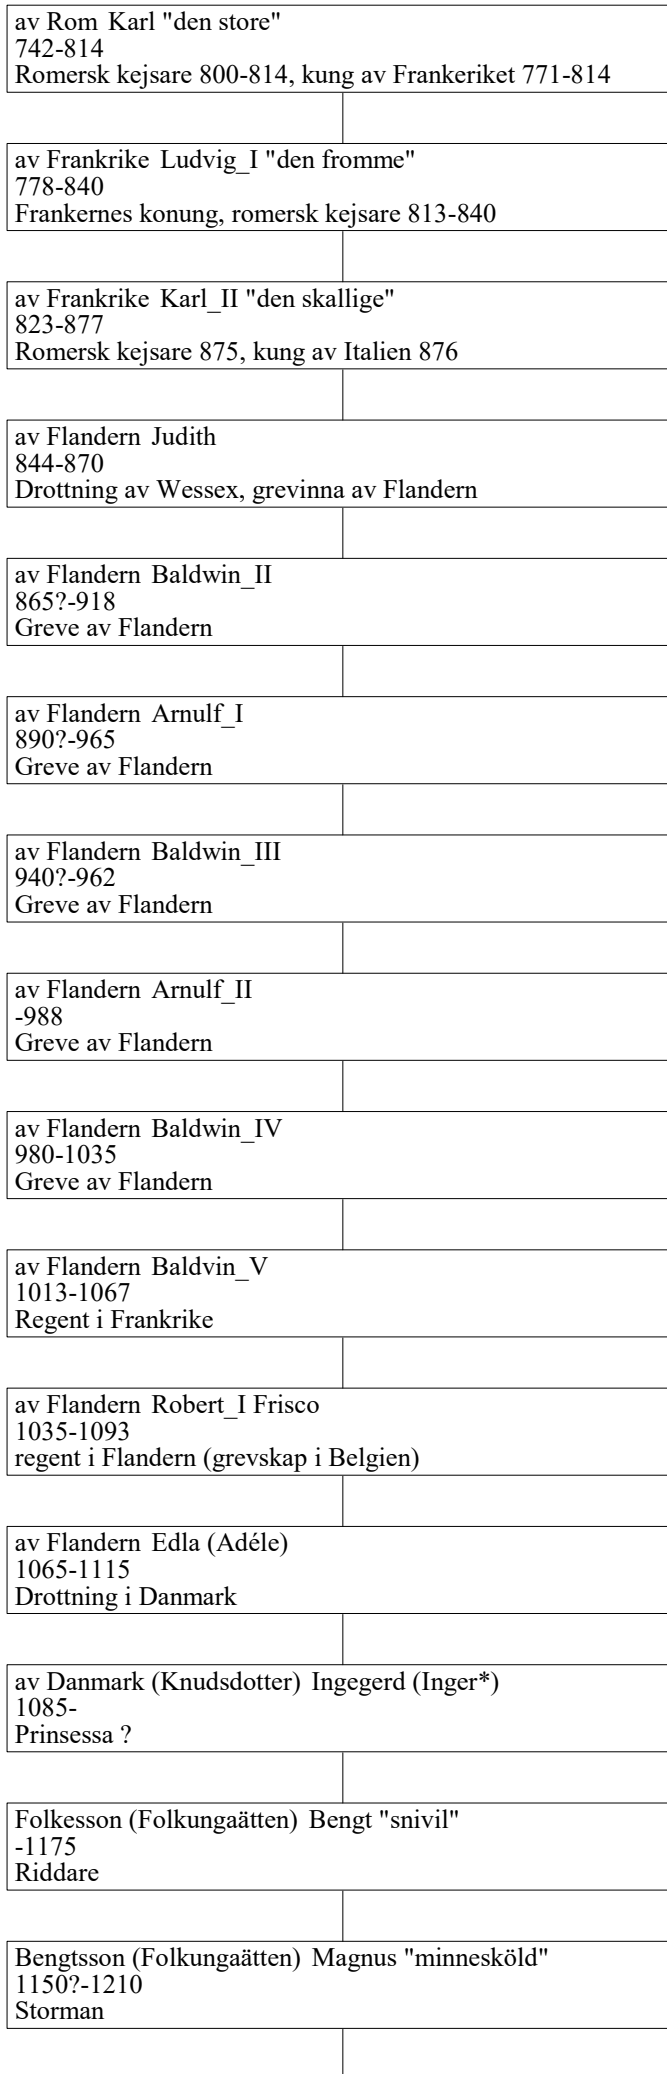 av Rom Karl "den store"
742-814
Romersk kejsare 800-814, kung av Frankeriket 771-814
av Frankrike Ludvig_I "den fromme"
778-840
Frankernes konung, romersk kejsare 813-840
av Frankrike Karl_II "den skallige"
823-877
Romersk kejsare 875, kung av Italien 876
av Flandern Judith
844-870
Drottning av Wessex, grevinna av Flandern
av Flandern Baldwin_II
865?-918
Greve av Flandern
av Flandern Arnulf_I
890?-965
Greve av Flandern
av Flandern Baldwin_III
940?-962
Greve av Flandern
av Flandern Arnulf_II
-988
Greve av Flandern
av Flandern Baldwin_IV
980-1035
Greve av Flandern
av Flandern Baldvin_V
1013-1067
Regent i Frankrike
av Flandern Robert_I Frisco
1035-1093
regent i Flandern (grevskap i Belgien)
av Flandern Edla (Adéle)
1065-1115
Drottning i Danmark
av Danmark (Knudsdotter) Ingegerd (Inger*)
1085-
Prinsessa ?
Folkesson (Folkungaätten) Bengt "snivil"
-1175
Riddare
Bengtsson (Folkungaätten) Magnus "minnesköld"
1150?-1210
Storman